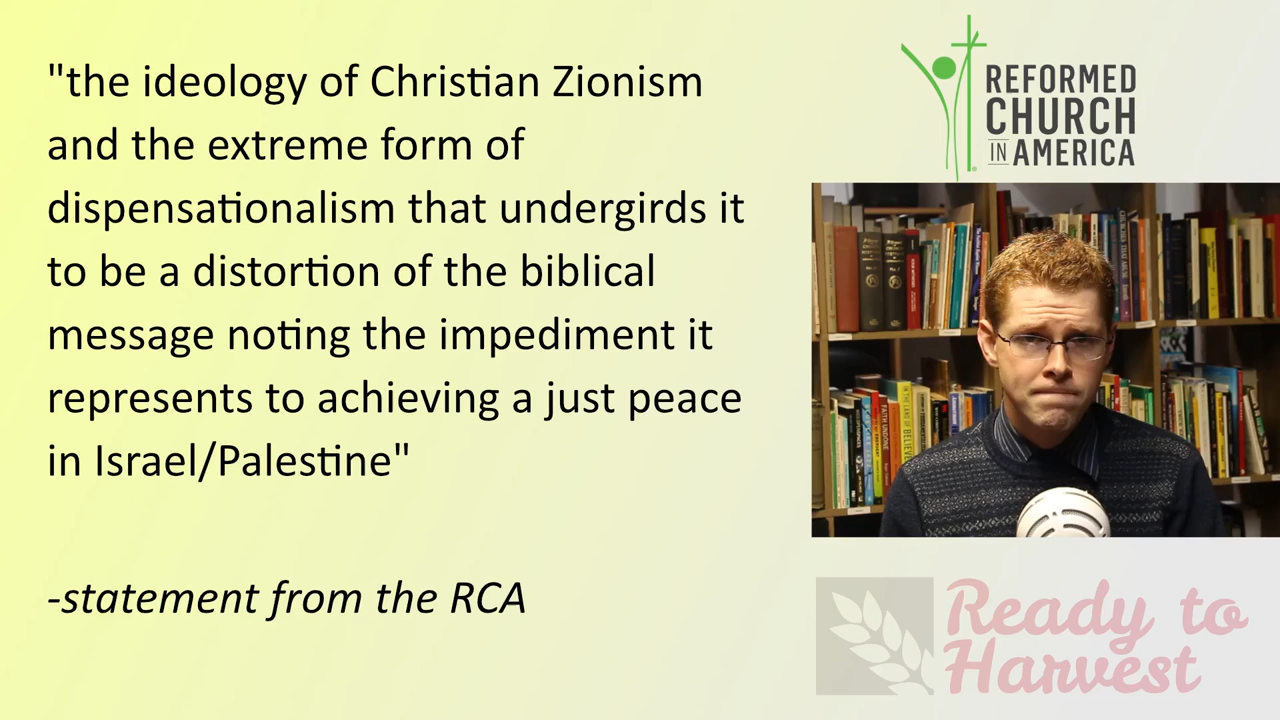 "the ideology of Christian Zionism
and the extreme form of
dispensationalism that undergirds it
to be a distortion of the biblical
message noting the impediment it
represents to achieving a just peace
in Israel/Palestine"
-statement from the RCA
REFORMED
CHURCH
IN AMERICA
Ready to
Harvest